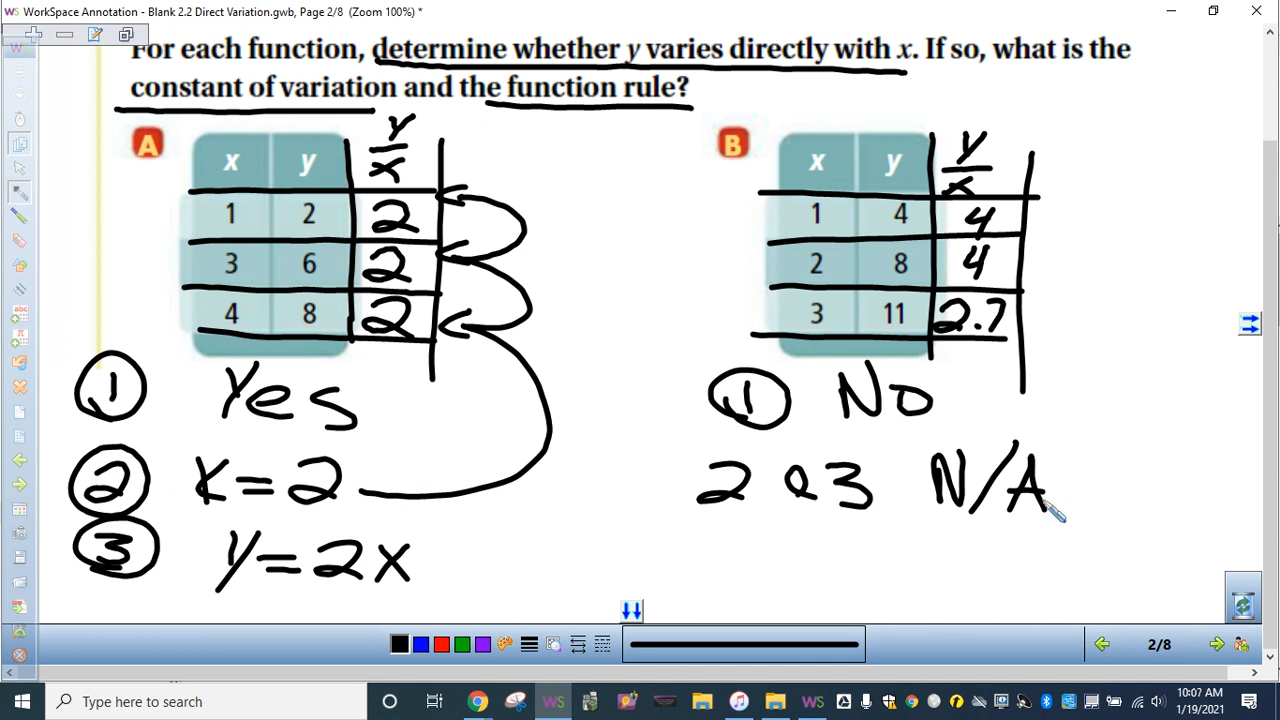 WorkSpace Annotation - Blank 2.2 Direct Variation.gwb, Page 2/8 (Zoom 100%) *
For each function, determine whether y varies directly with x. If so, what is the
constant of variation and the function rule?
A
x y y/x
1 2 2
3 6 2
4 8 2
① Yes
② K=2
③ y=2x
B
x y y/x
1 4 4
2 8 4
3 11 2.7
① No
2 & 3 N/A
2/8
Type here to search
10:07 AM
1/19/2021